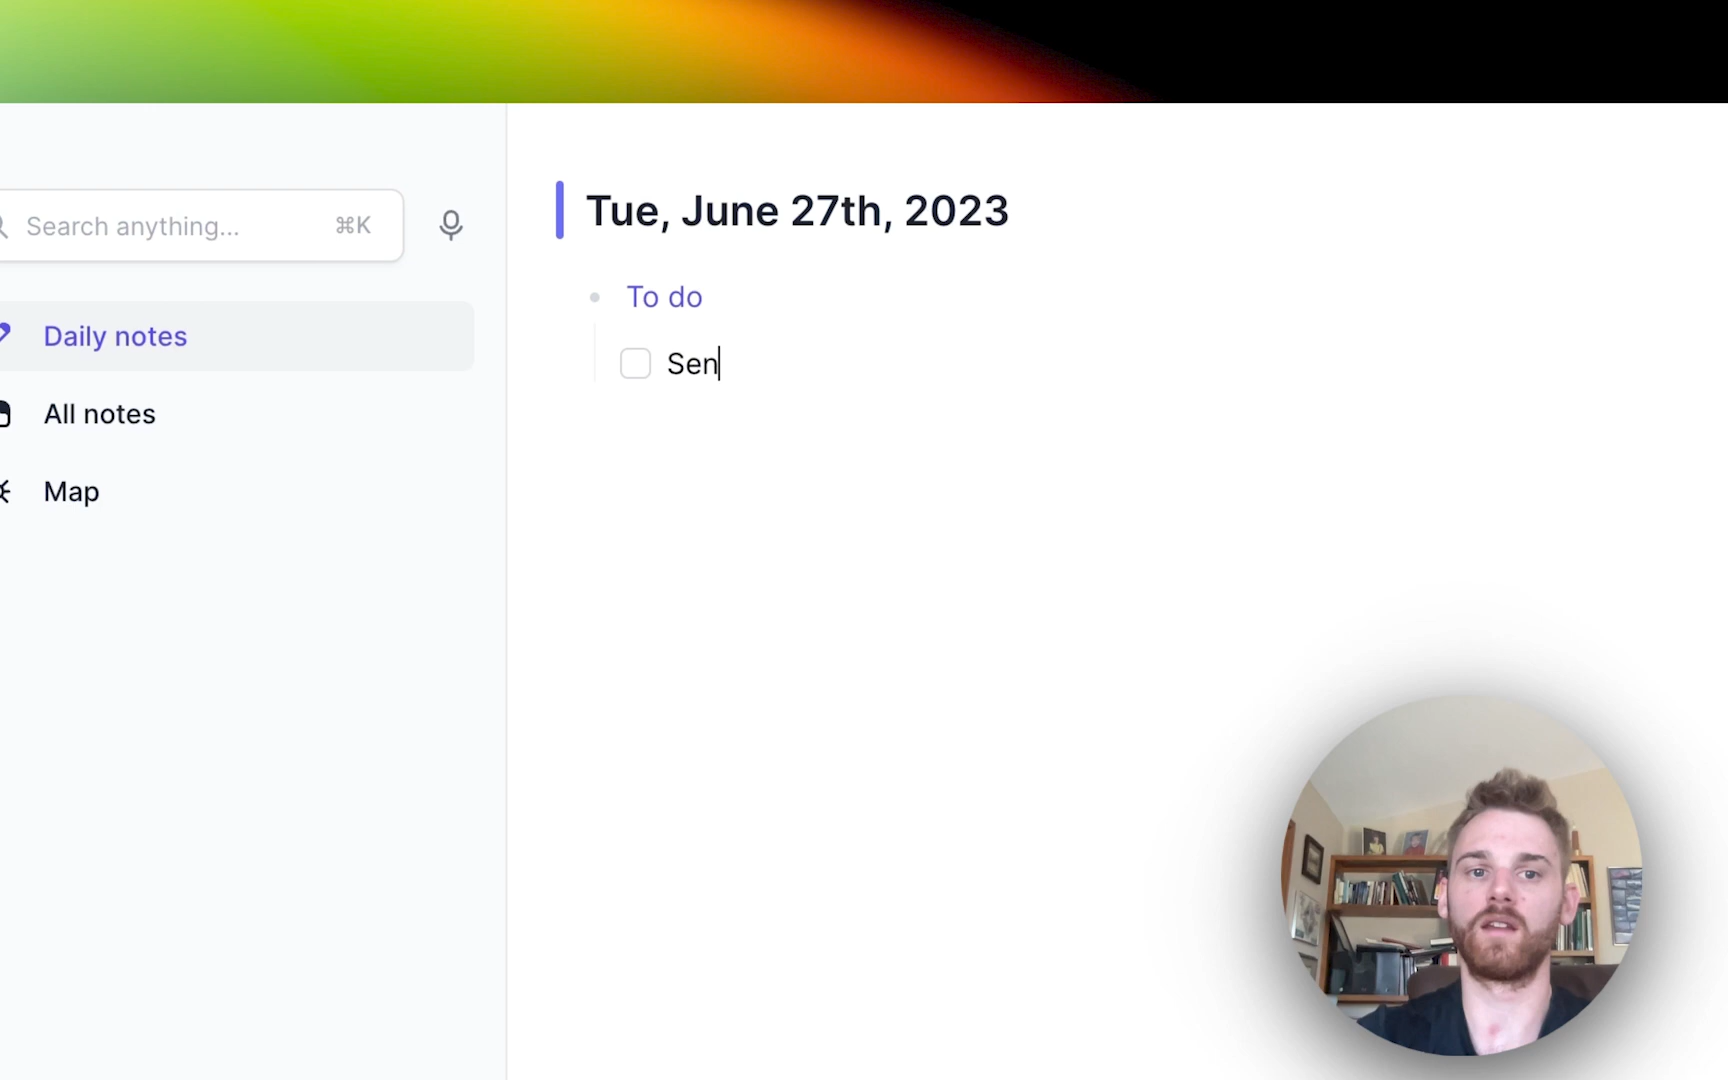 Search anything... ⌘K
Daily notes
All notes
Map
Tue, June 27th, 2023
To do
Sen